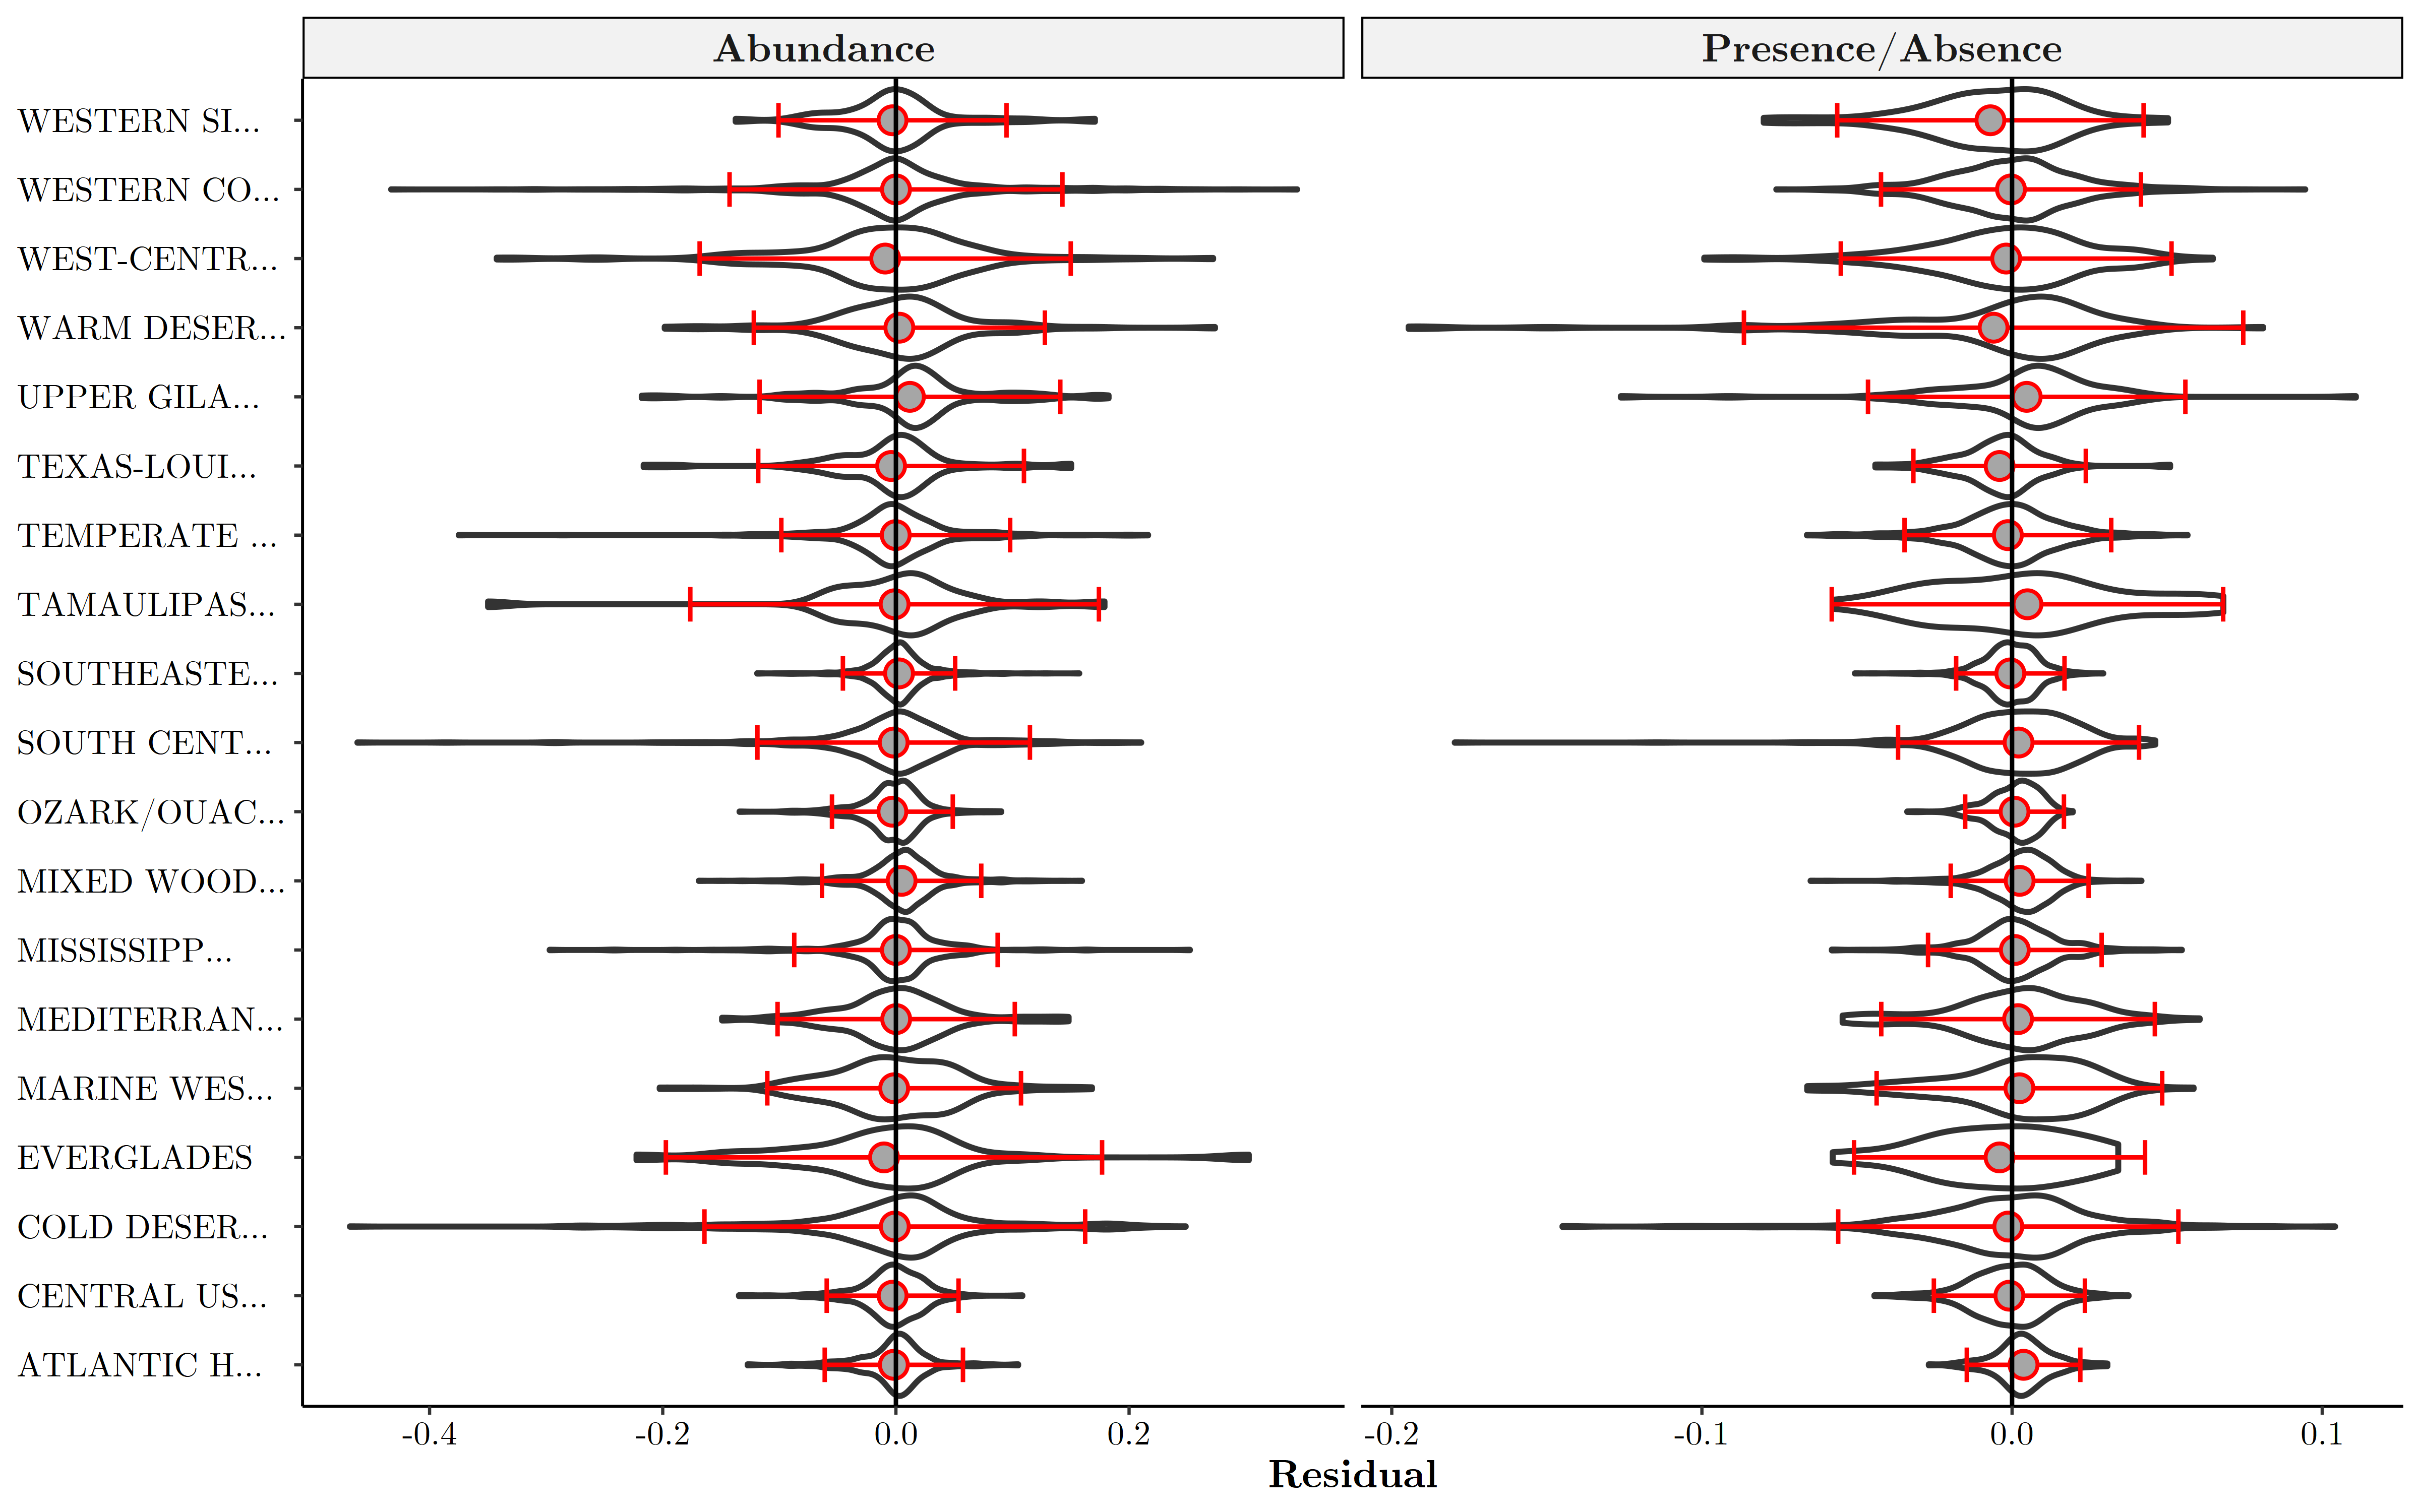 Abundance
Presence/Absence
WESTERN SI...
WESTERN CO...
WEST-CENTR...
WARM DESER...
UPPER GILA...
TEXAS-LOUI...
TEMPERATE ...
TAMAULIPAS...
SOUTHEASTE...
SOUTH CENT...
OZARK/OUAC...
MIXED WOOD...
MISSISSIPP...
MEDITERRAN...
MARINE WES...
EVERGLADES
COLD DESER...
CENTRAL US...
ATLANTIC H...
-0.4 -0.2 0.0 0.2
-0.2 -0.1 0.0 0.1
Residual